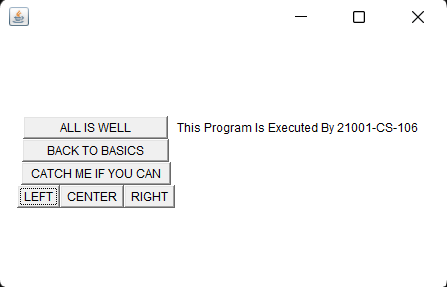 ALL IS WELL This Program Is Executed By 21001-CS-106
BACK TO BASICS
CATCH ME IF YOU CAN
LEFT CENTER RIGHT